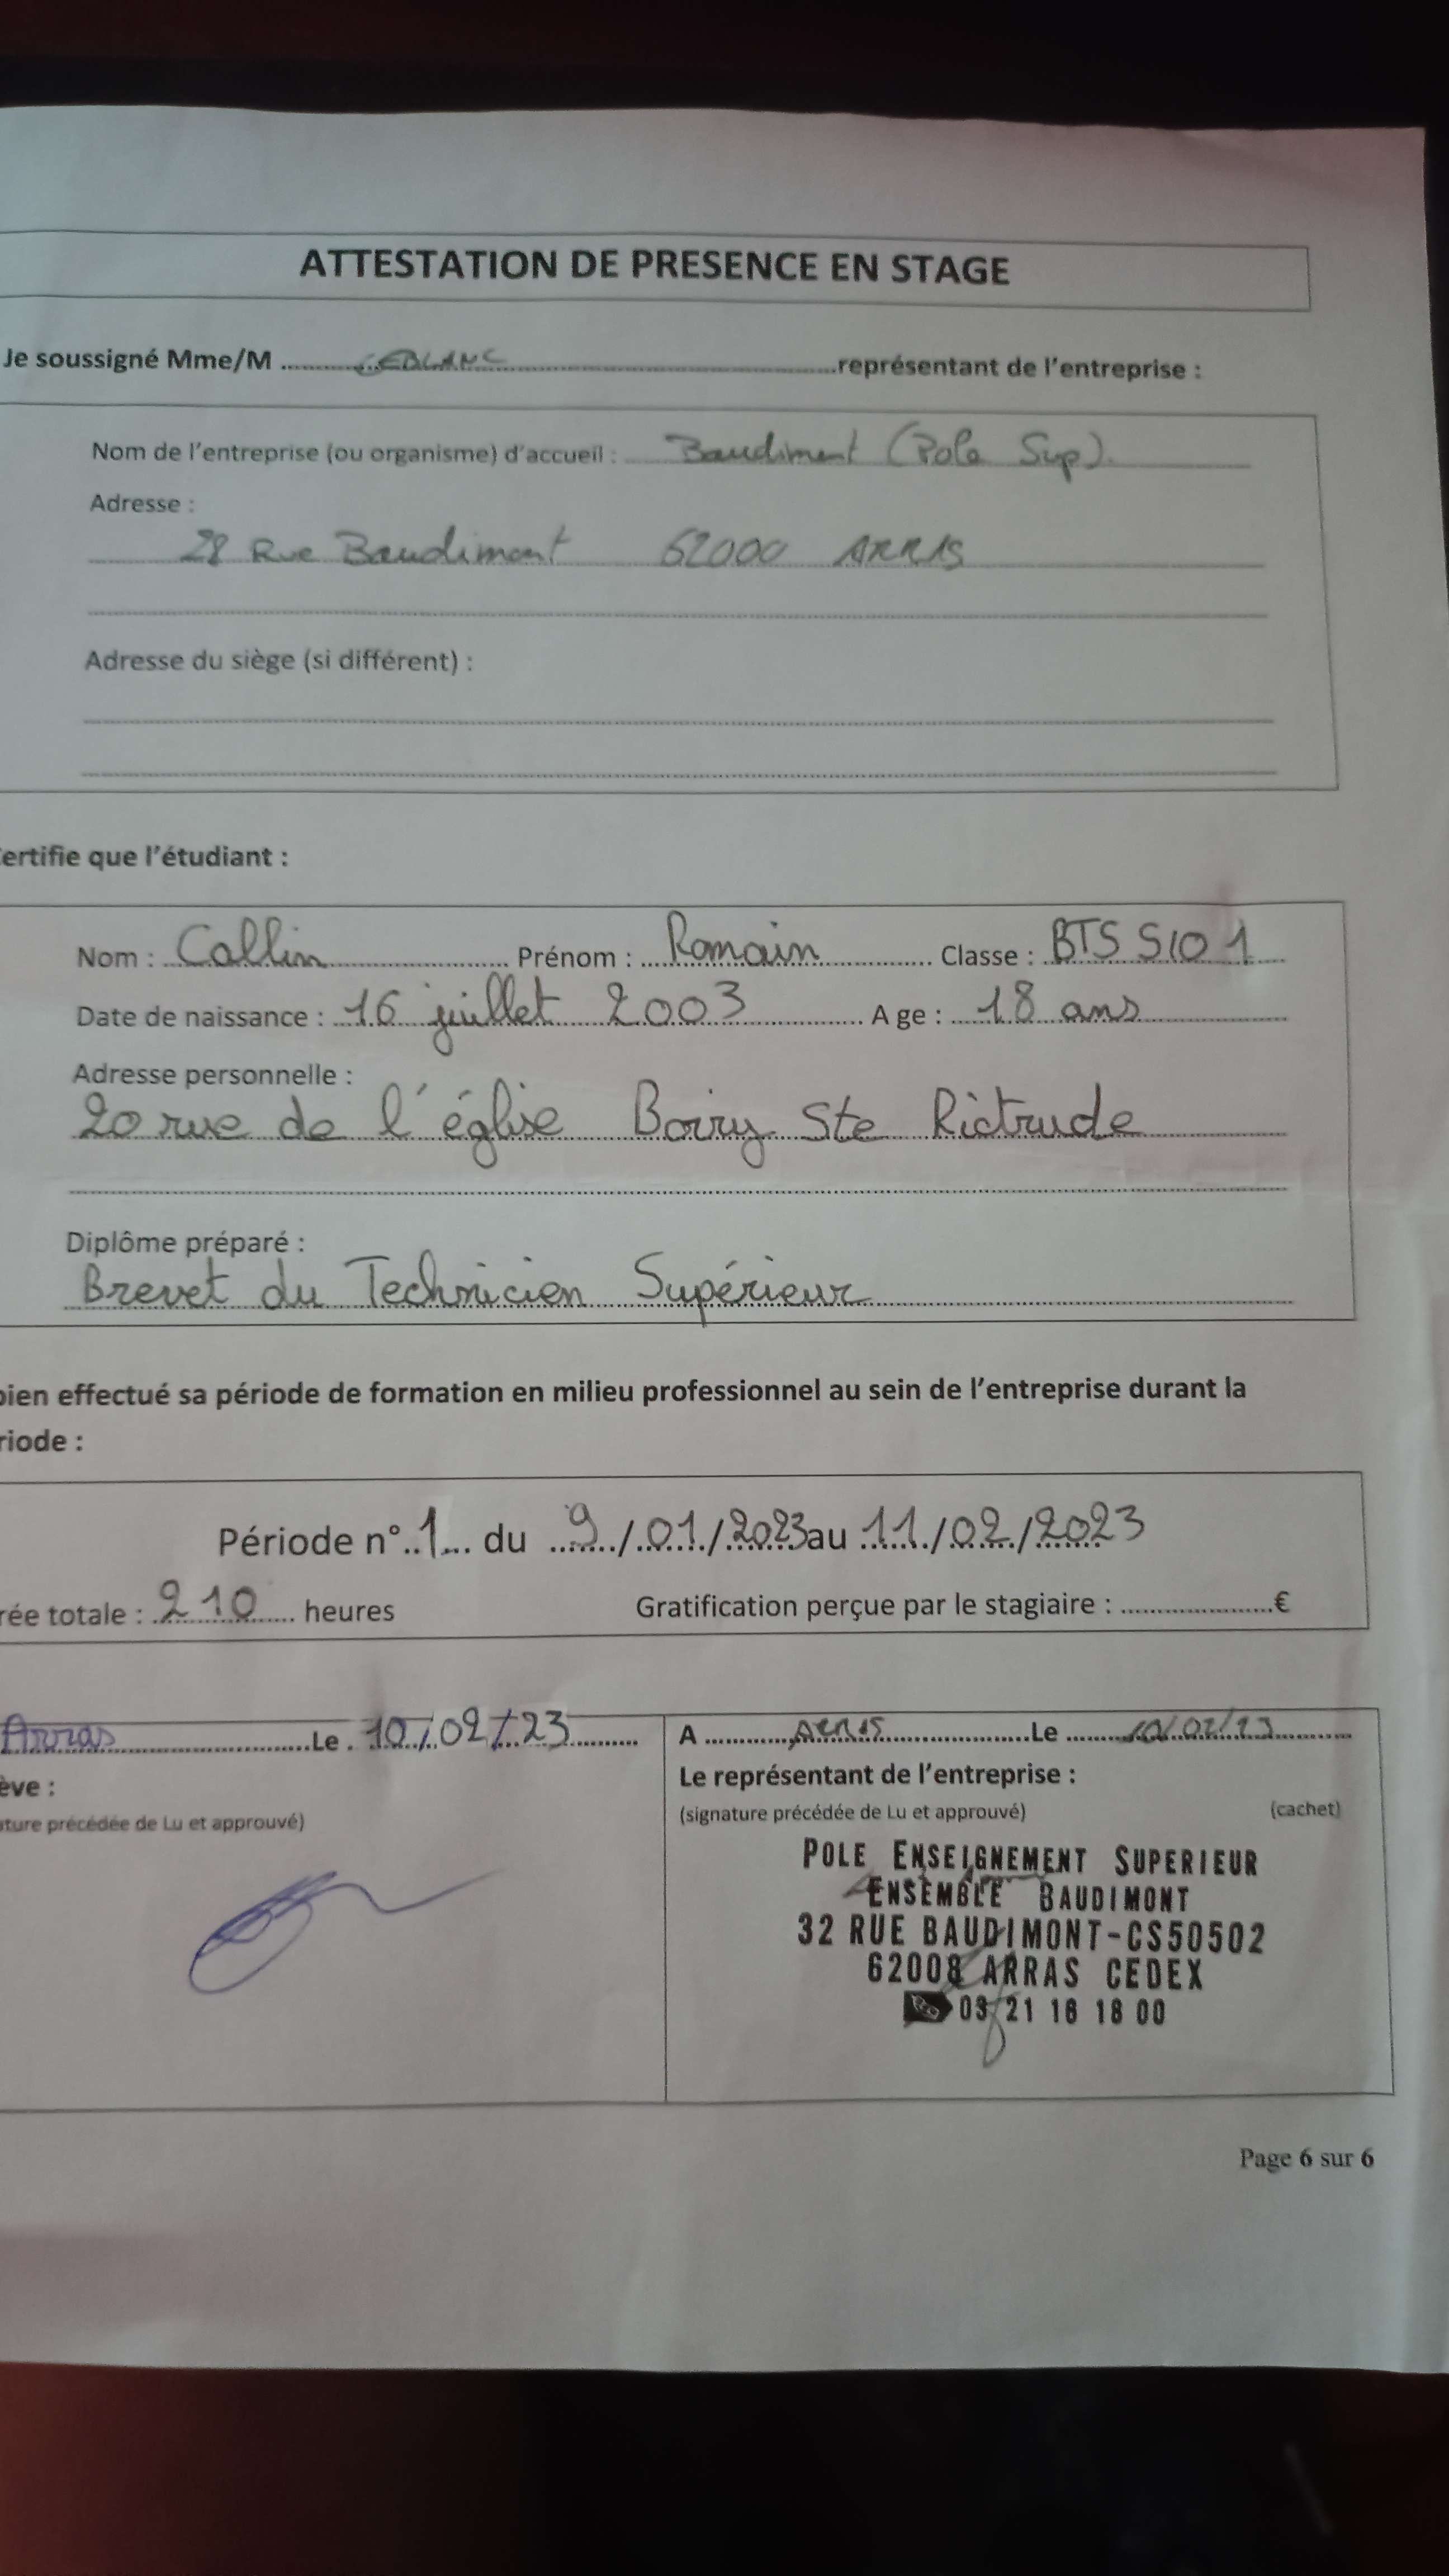 ATTESTATION DE PRESENCE EN STAGE
Je soussigné Mme/M ......LEBLANC......représentant de l'entreprise :
Nom de l'entreprise (ou organisme) d'accueil : Baudimont (Pole Sup).
Adresse :
28 Rue Baudimont 62000 ARRAS
Adresse du siège (si différent) :
ertifie que l'étudiant :
Nom : Collin Prénom : Romain Classe : BTS SIO 1
Date de naissance : 16 juillet 2003 A ge : 18 ans
Adresse personnelle :
20 rue de l'église Boiry Ste Rictrude
Diplôme préparé :
Brevet du Technicien Supérieur
bien effectué sa période de formation en milieu professionnel au sein de l'entreprise durant la
riode :
Période n° 1 du 9/01/2023 au 11/02/2023
rée totale : 210 heures Gratification perçue par le stagiaire : ......€
Arras Le 10/02/23
A ARRAS Le 10/02/23
ève :
ture précédée de Lu et approuvé)
Le représentant de l'entreprise :
(signature précédée de Lu et approuvé) (cachet)
POLE ENSEIGNEMENT SUPERIEUR
ENSEMBLE BAUDIMONT
32 RUE BAUDIMONT-CS50502
62008 ARRAS CEDEX
03 21 16 18 00
Page 6 sur 6